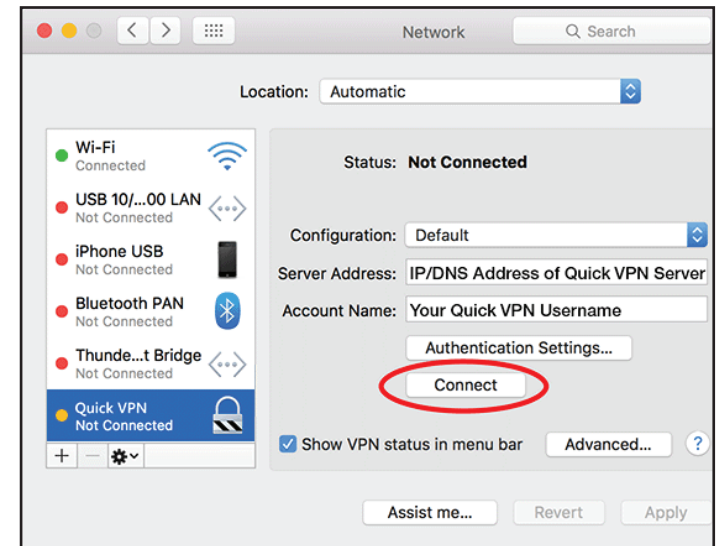 Network
Search
Location: Automatic
Wi-Fi
Connected
USB 10/...00 LAN
Not Connected
iPhone USB
Not Connected
Bluetooth PAN
Not Connected
Thunde...t Bridge
Not Connected
Quick VPN
Not Connected
Status: Not Connected
Configuration: Default
Server Address: IP/DNS Address of Quick VPN Server
Account Name: Your Quick VPN Username
Authentication Settings...
Connect
Show VPN status in menu bar
Advanced...
?
Assist me...
Revert
Apply